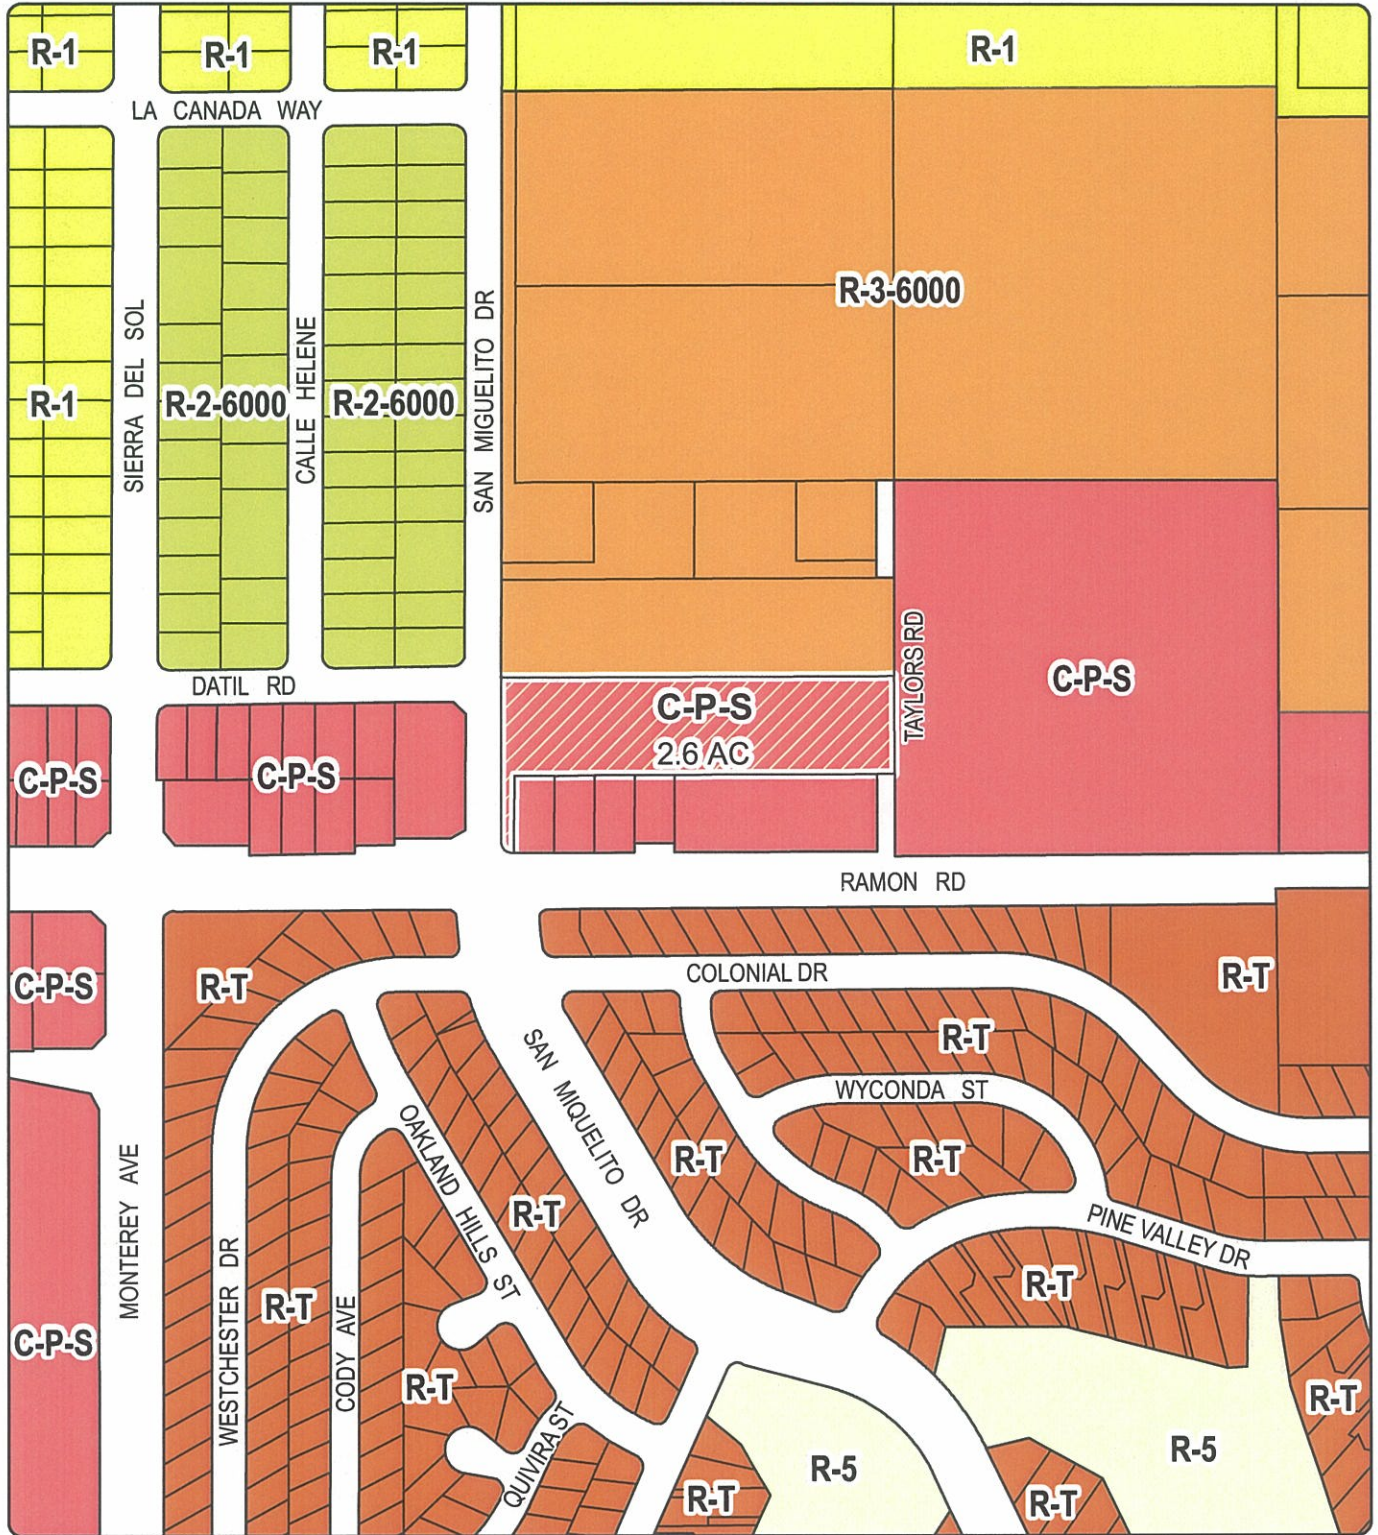 R-1
R-1
R-1
R-1
LA CANADA WAY
R-3-6000
R-1
SIERRA DEL SOL
R-2-6000
CALLE HELENE
R-2-6000
SAN MIGUELITO DR
DATIL RD
C-P-S
2.6 AC
TAYLORS RD
C-P-S
C-P-S
C-P-S
RAMON RD
C-P-S
R-T
COLONIAL DR
R-T
R-T
WYCONDA ST
SAN MIQUELITO DR
OAKLAND HILLS ST
R-T
R-T
R-T
PINE VALLEY DR
MONTEREY AVE
WESTCHESTER DR
R-T
CODY AVE
R-T
C-P-S
R-T
R-T
QUIVIRA ST
R-5
R-5
R-T
R-T